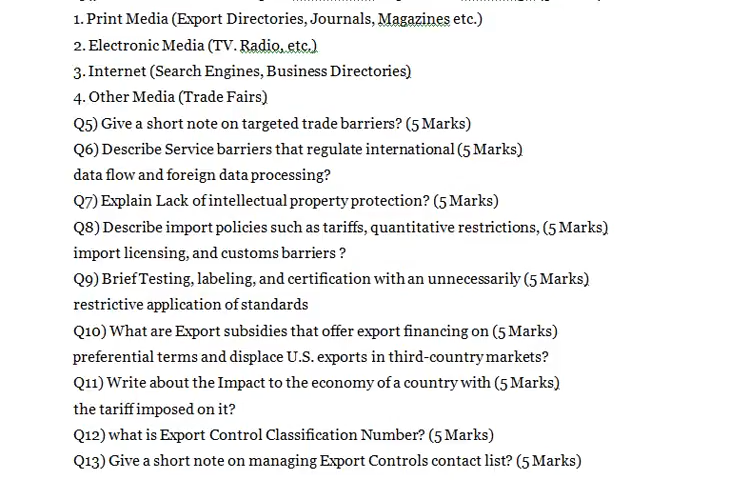 1. Print Media (Export Directories, Journals, Magazines etc.)
2. Electronic Media (TV. Radio, etc.)
3. Internet (Search Engines, Business Directories)
4. Other Media (Trade Fairs)
Q5) Give a short note on targeted trade barriers? (5 Marks)
Q6) Describe Service barriers that regulate international (5 Marks)
data flow and foreign data processing?
Q7) Explain Lack of intellectual property protection? (5 Marks)
Q8) Describe import policies such as tariffs, quantitative restrictions, (5 Marks)
import licensing, and customs barriers ?
Q9) Brief Testing, labeling, and certification with an unnecessarily (5 Marks)
restrictive application of standards
Q10) What are Export subsidies that offer export financing on (5 Marks)
preferential terms and displace U.S. exports in third-country markets?
Q11) Write about the Impact to the economy of a country with (5 Marks)
the tariff imposed on it?
Q12) what is Export Control Classification Number? (5 Marks)
Q13) Give a short note on managing Export Controls contact list? (5 Marks)